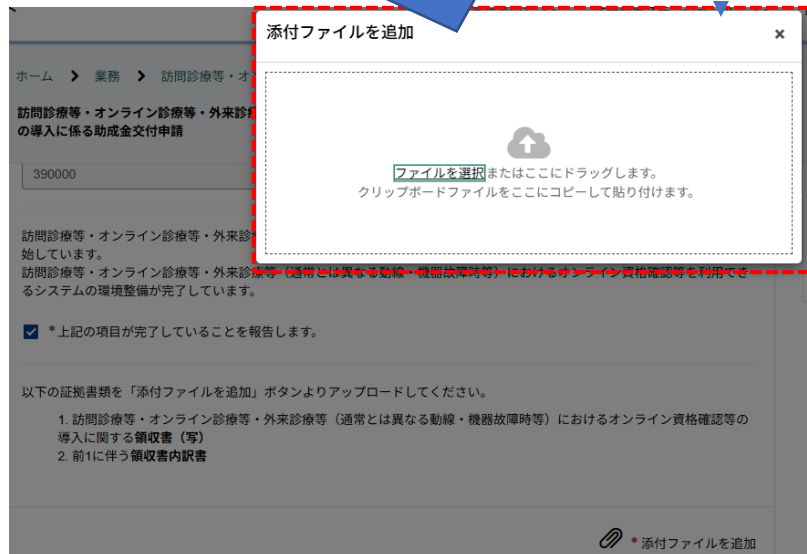 添付ファイルを追加
×
ホーム > 業務 > 訪問診療等・オン
訪問診療等・オンライン診療等・外来診療
の導入に係る助成金交付申請
ファイルを選択またはここにドラッグします。
クリップボードファイルをここにコピーして貼り付けます。
390000
訪問診療等・オンライン診療等・外来診
始しています。
訪問診療等・オンライン診療等・外来診療等（通常とは異なる動線・機器故障時等）におけるオンライン資格確認等を利用でき
るシステムの環境整備が完了しています。
*上記の項目が完了していることを報告します。
以下の証拠書類を「添付ファイルを追加」ボタンよりアップロードしてください。
1. 訪問診療等・オンライン診療等・外来診療等（通常とは異なる動線・機器故障時等）におけるオンライン資格確認等の
導入に関する領収書（写）
2. 前1に伴う領収書内訳書
*添付ファイルを追加